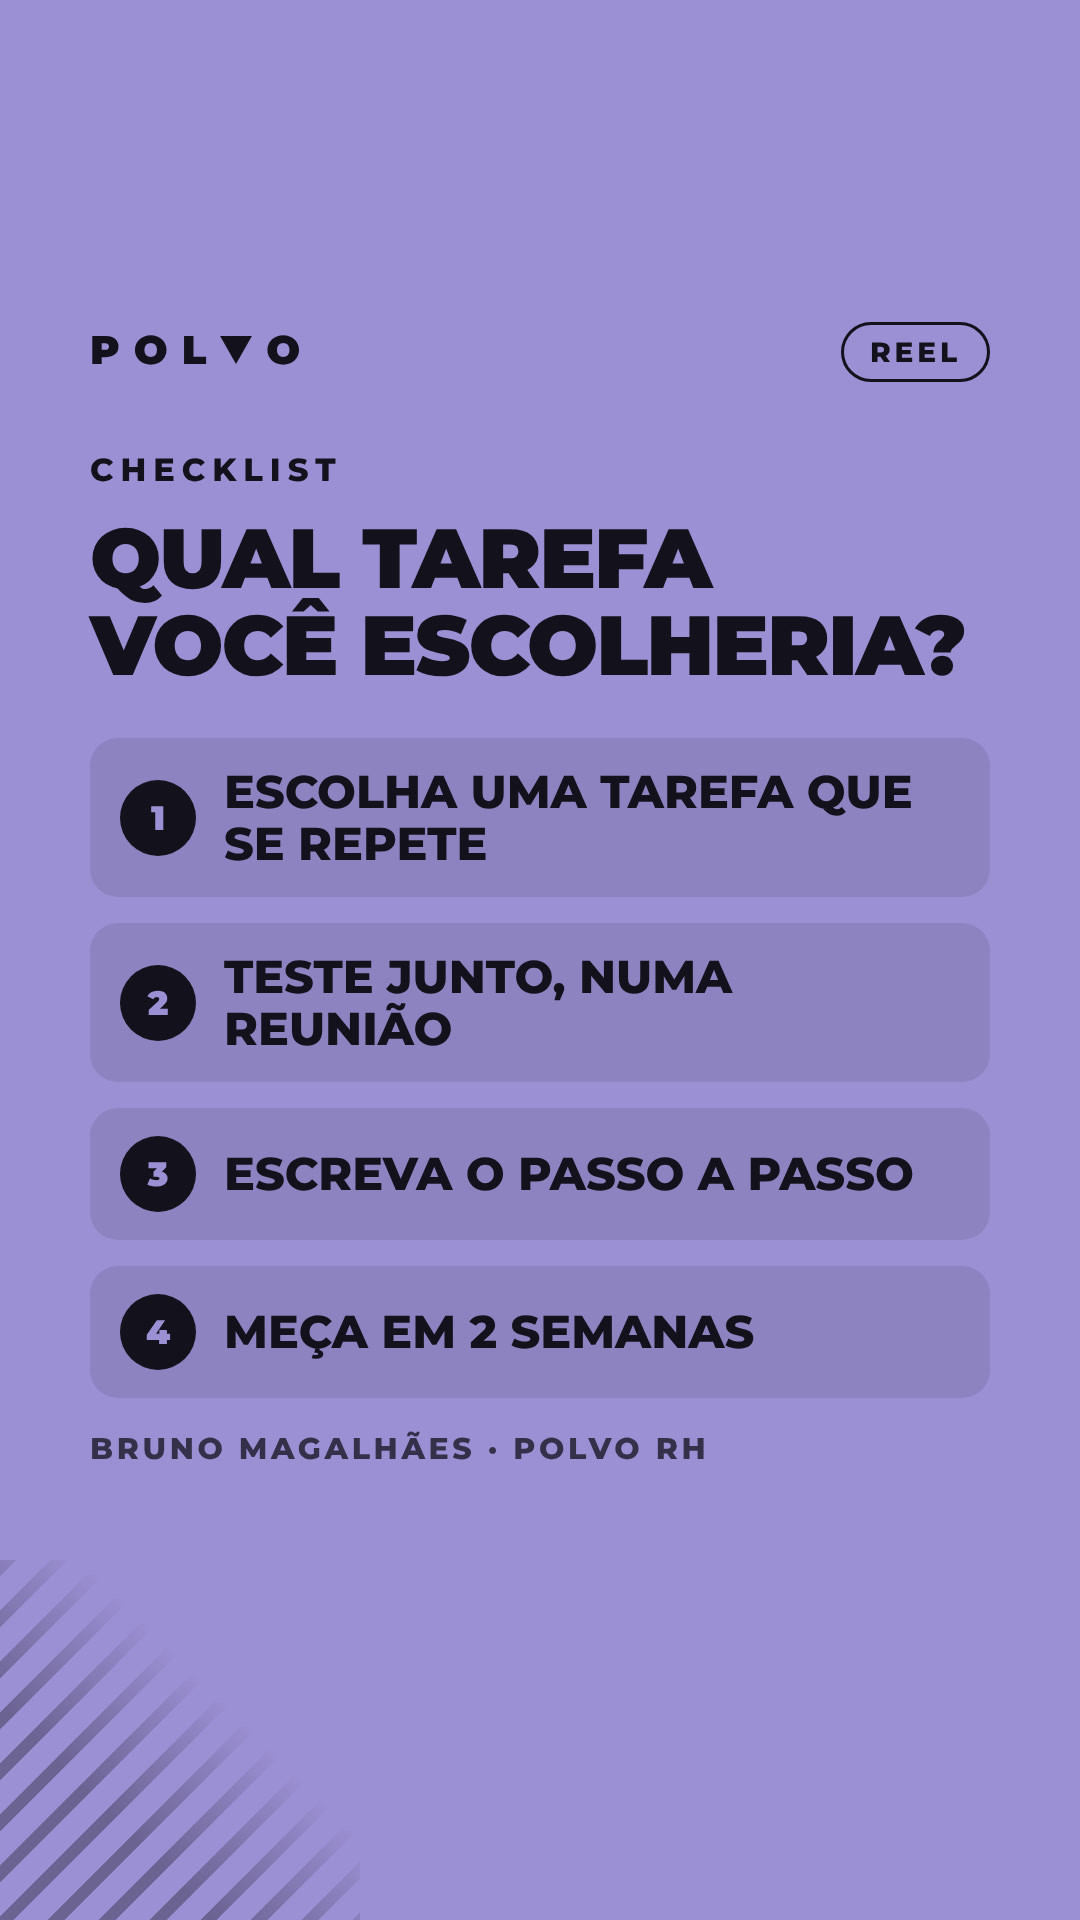 POLVO
REEL
CHECKLIST
QUAL TAREFA
VOCÊ ESCOLHERIA?
1
ESCOLHA UMA TAREFA QUE
SE REPETE
2
TESTE JUNTO, NUMA
REUNIÃO
3
ESCREVA O PASSO A PASSO
4
MEÇA EM 2 SEMANAS
BRUNO MAGALHÃES • POLVO RH